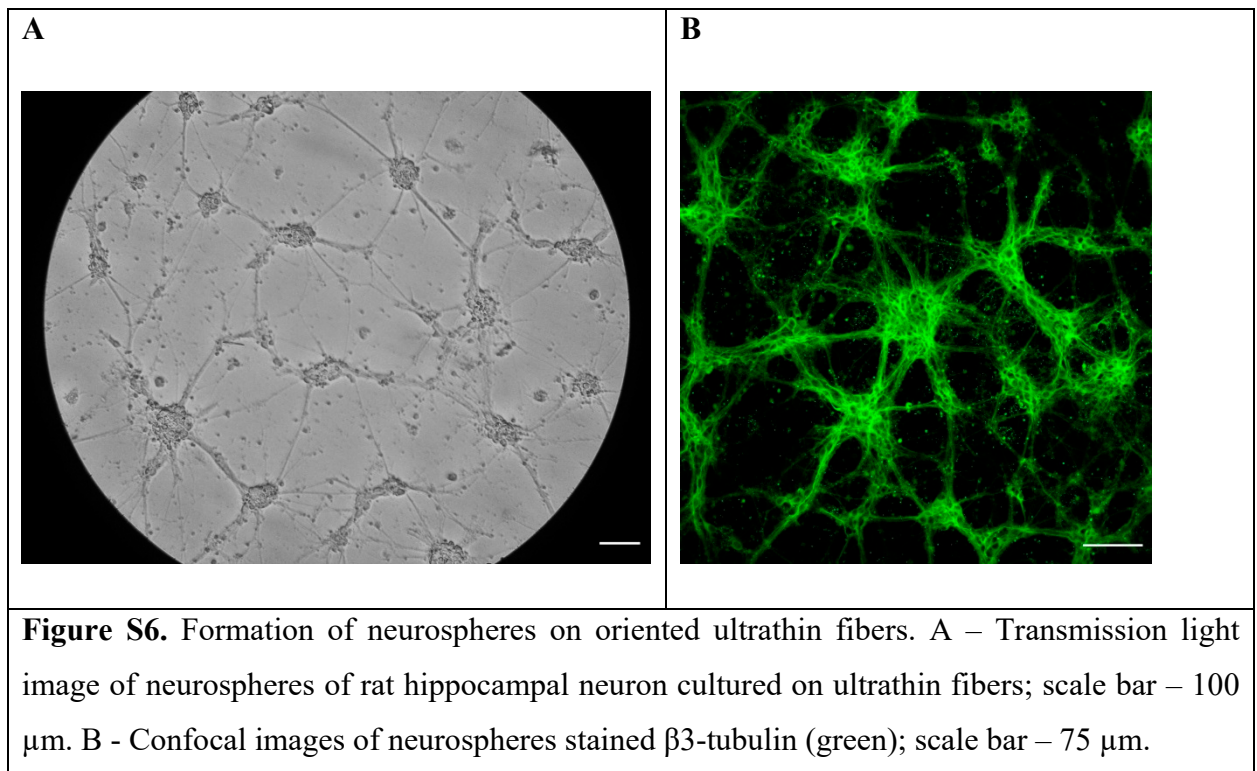 A
B
Figure S6. Formation of neurospheres on oriented ultrathin fibers. A – Transmission light
image of neurospheres of rat hippocampal neuron cultured on ultrathin fibers; scale bar – 100
µm. B - Confocal images of neurospheres stained β3-tubulin (green); scale bar – 75 µm.